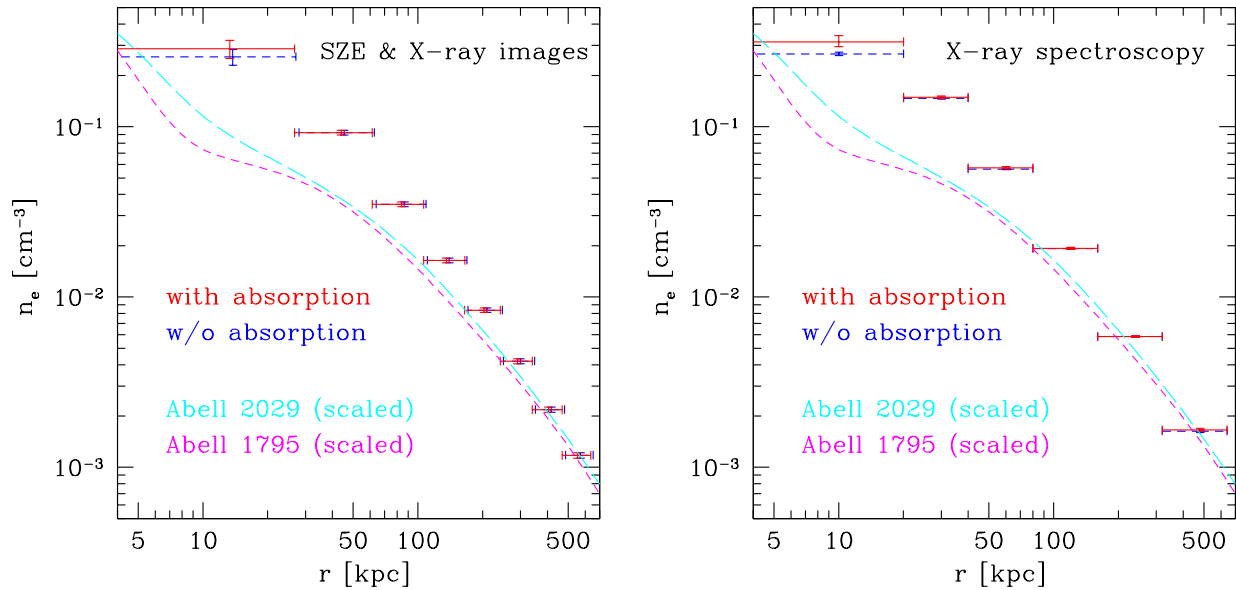 SZE & X-ray images
10⁻¹
10⁻²
10⁻³
nₑ [cm⁻³]
with absorption
w/o absorption
Abell 2029 (scaled)
Abell 1795 (scaled)
5 10 50 100 500
r [kpc]
X-ray spectroscopy
10⁻¹
10⁻²
10⁻³
nₑ [cm⁻³]
with absorption
w/o absorption
Abell 2029 (scaled)
Abell 1795 (scaled)
5 10 50 100 500
r [kpc]